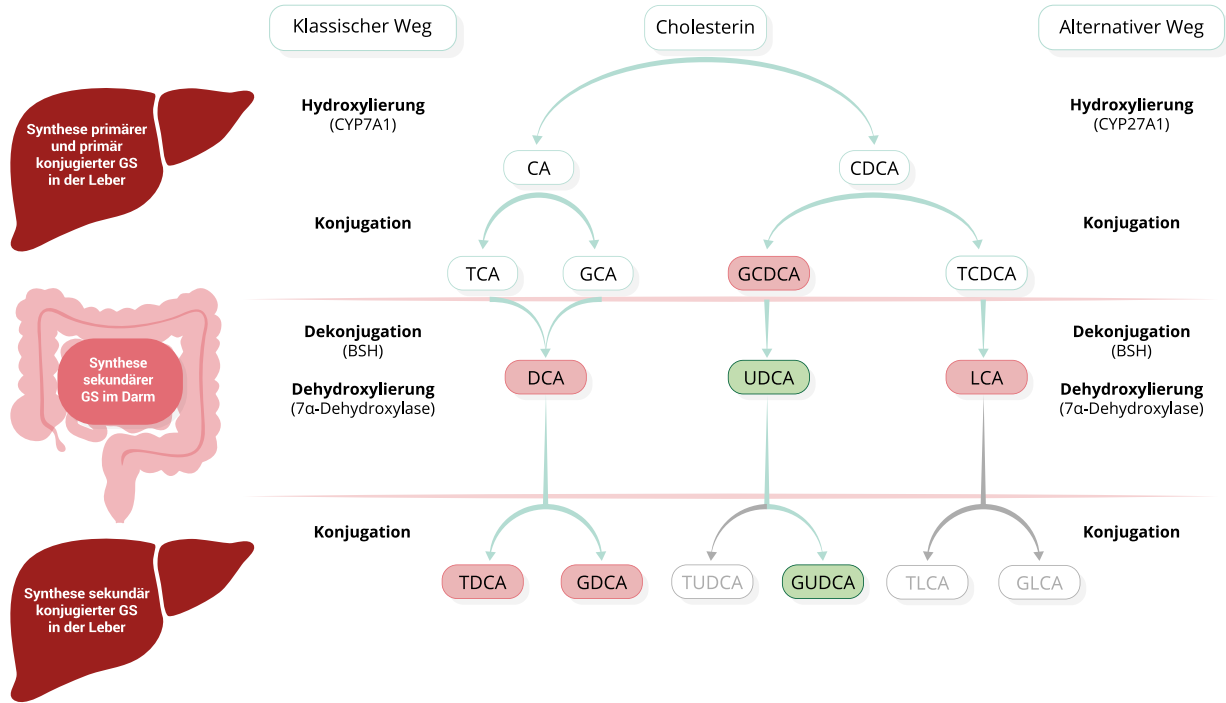 Klassischer Weg
Cholesterin
Alternativer Weg
Synthese primärer
und primär
konjugierter GS
in der Leber
Hydroxylierung
(CYP7A1)
Hydroxylierung
(CYP27A1)
CA
CDCA
Konjugation
Konjugation
TCA
GCA
GCDCA
TCDCA
Synthese
sekundärer
GS im Darm
Dekonjugation
(BSH)
Dekonjugation
(BSH)
DCA
UDCA
LCA
Dehydroxylierung
(7α-Dehydroxylase)
Dehydroxylierung
(7α-Dehydroxylase)
Konjugation
Konjugation
Synthese sekundär
konjugierter GS
in der Leber
TDCA
GDCA
TUDCA
GUDCA
TLCA
GLCA